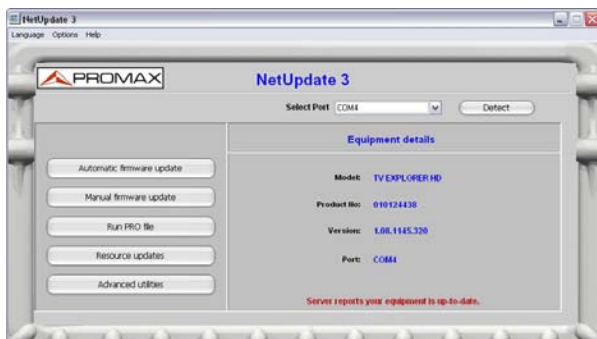 NetUpdate 3
Language Options Help
PROMAX
NetUpdate 3
Select Port COM4 Detect
Equipment details
Automatic firmware update
Manual firmware update
Run PRO file
Resource updates
Advanced utilities
Model: TV EXPLORER HD
Product No: 010124438
Version: 1.08.1145.320
Port: COM4
Server reports your equipment is up-to-date.